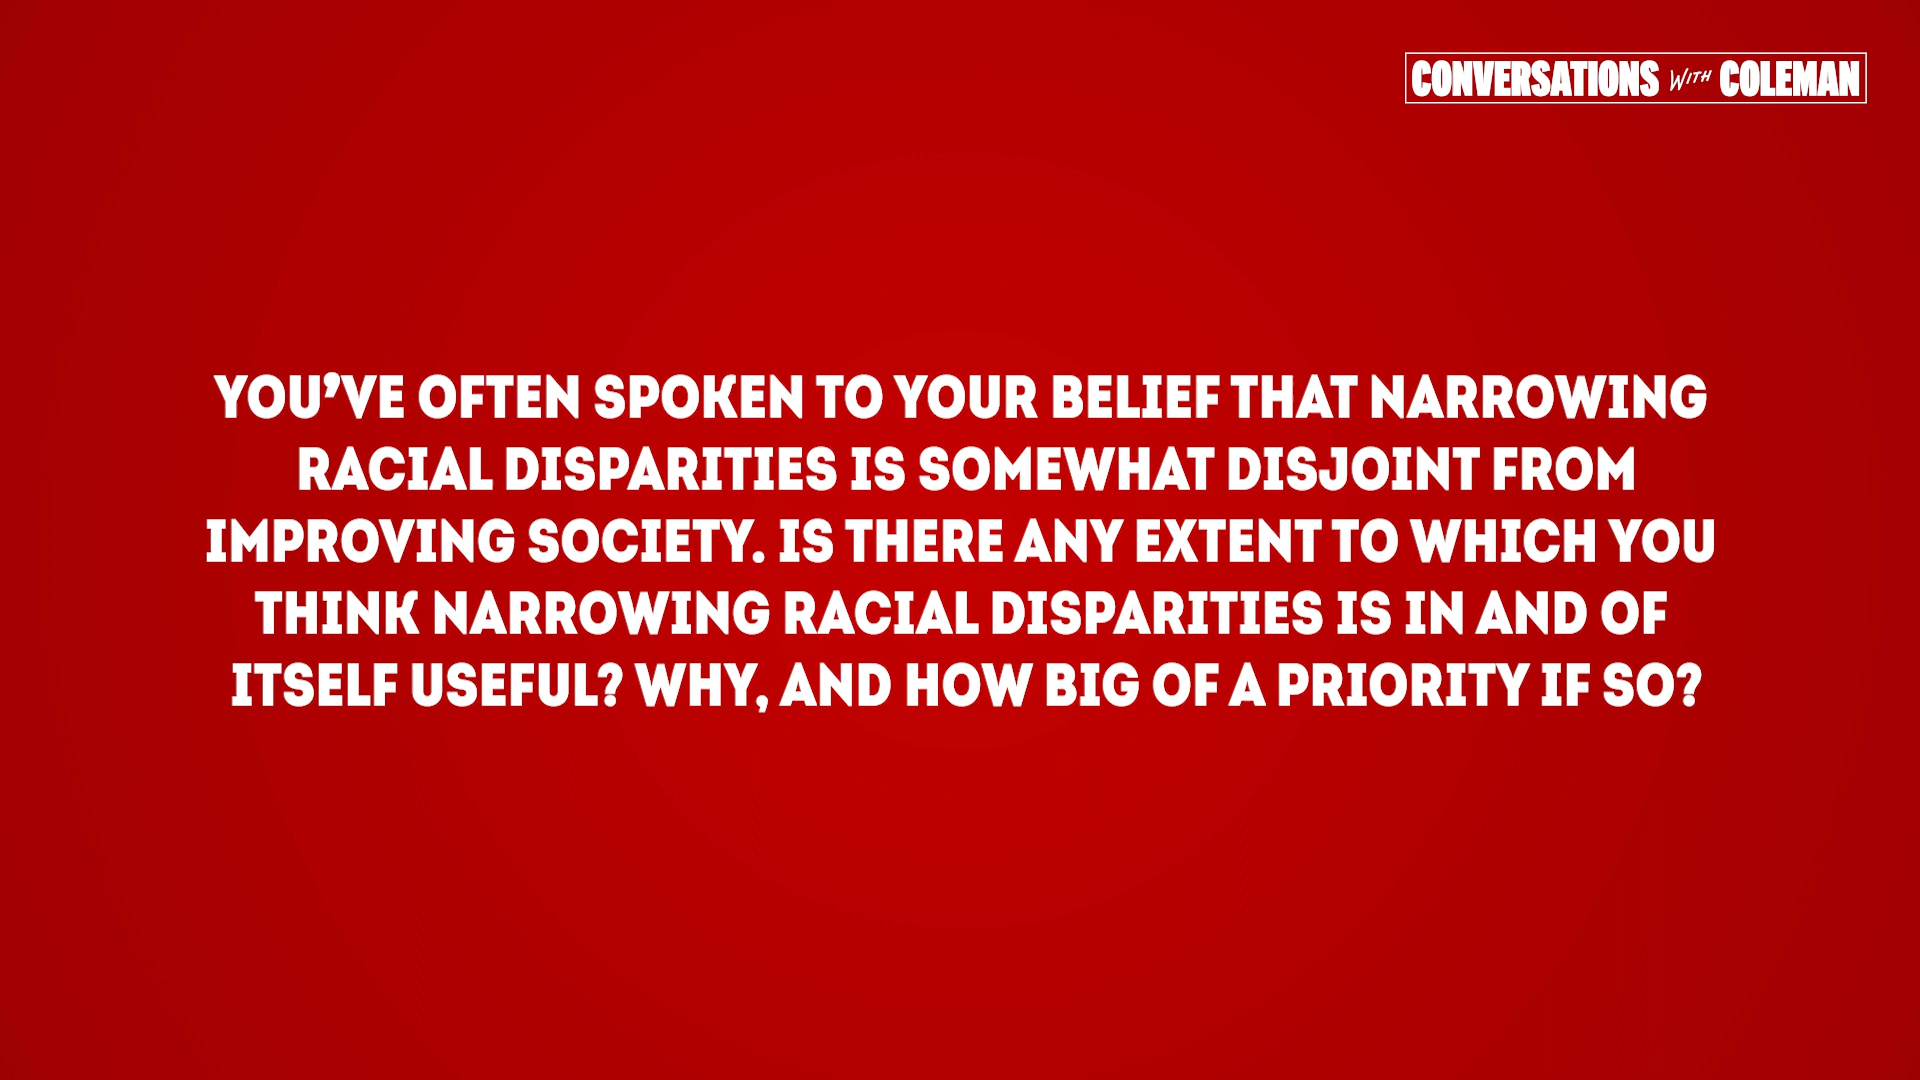 CONVERSATIONS WITH COLEMAN
YOU'VE OFTEN SPOKEN TO YOUR BELIEF THAT NARROWING
RACIAL DISPARITIES IS SOMEWHAT DISJOINT FROM
IMPROVING SOCIETY. IS THERE ANY EXTENT TO WHICH YOU
THINK NARROWING RACIAL DISPARITIES IS IN AND OF
ITSELF USEFUL? WHY, AND HOW BIG OF A PRIORITY IF SO?